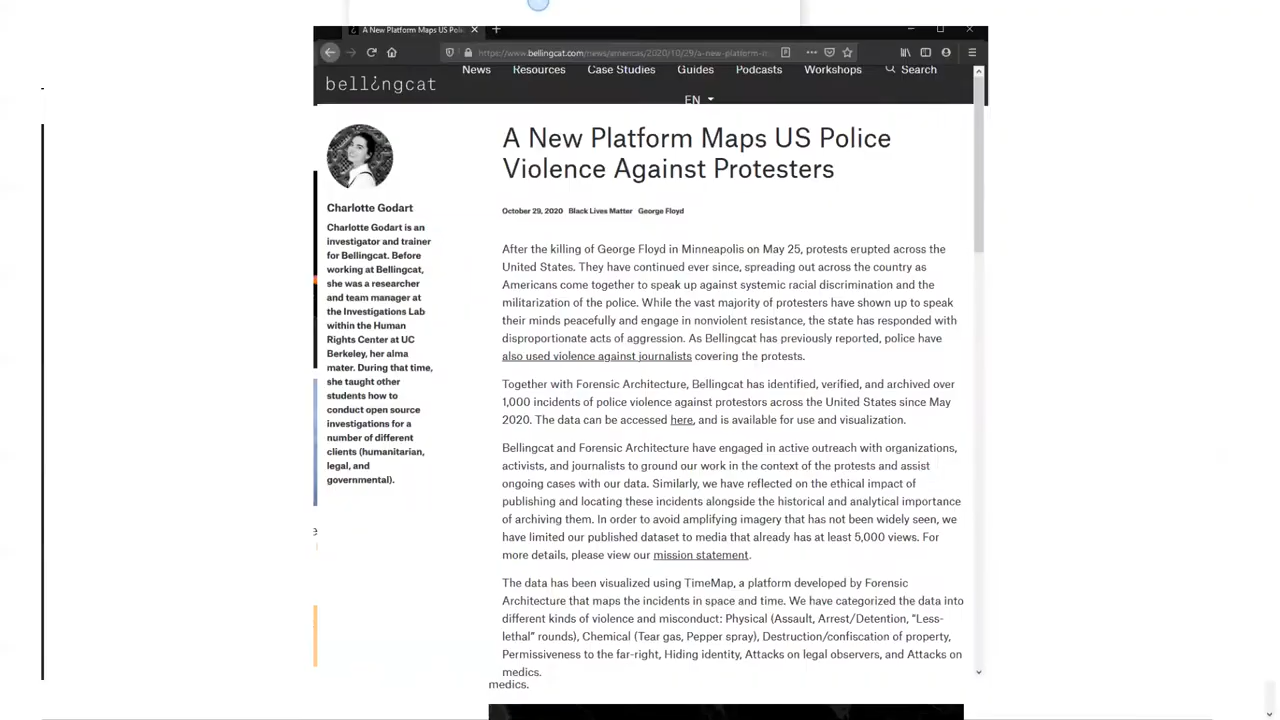 A New Platform Maps US Poli
https://www.bellingcat.com/news/americas/2020/10/29/a-new-platform-m
News Resources Case Studies Guides Podcasts Workshops Search
bell¿ngcat
EN
Charlotte Godart
Charlotte Godart is an
investigator and trainer
for Bellingcat. Before
working at Bellingcat,
she was a researcher
and team manager at
the Investigations Lab
within the Human
Rights Center at UC
Berkeley, her alma
mater. During that time,
she taught other
students how to
conduct open source
investigations for a
number of different
clients (humanitarian,
legal, and
governmental).
e
A New Platform Maps US Police
Violence Against Protesters
October 29, 2020 Black Lives Matter George Floyd
After the killing of George Floyd in Minneapolis on May 25, protests erupted across the
United States. They have continued ever since, spreading out across the country as
Americans come together to speak up against systemic racial discrimination and the
militarization of the police. While the vast majority of protesters have shown up to speak
their minds peacefully and engage in nonviolent resistance, the state has responded with
disproportionate acts of aggression. As Bellingcat has previously reported, police have
also used violence against journalists covering the protests.
Together with Forensic Architecture, Bellingcat has identified, verified, and archived over
1,000 incidents of police violence against protestors across the United States since May
2020. The data can be accessed here, and is available for use and visualization.
Bellingcat and Forensic Architecture have engaged in active outreach with organizations,
activists, and journalists to ground our work in the context of the protests and assist
ongoing cases with our data. Similarly, we have reflected on the ethical impact of
publishing and locating these incidents alongside the historical and analytical importance
of archiving them. In order to avoid amplifying imagery that has not been widely seen, we
have limited our published dataset to media that already has at least 5,000 views. For
more details, please view our mission statement.
The data has been visualized using TimeMap, a platform developed by Forensic
Architecture that maps the incidents in space and time. We have categorized the data into
different kinds of violence and misconduct: Physical (Assault, Arrest/Detention, “Less-
lethal” rounds), Chemical (Tear gas, Pepper spray), Destruction/confiscation of property,
Permissiveness to the far-right, Hiding identity, Attacks on legal observers, and Attacks on
medics.
medics.